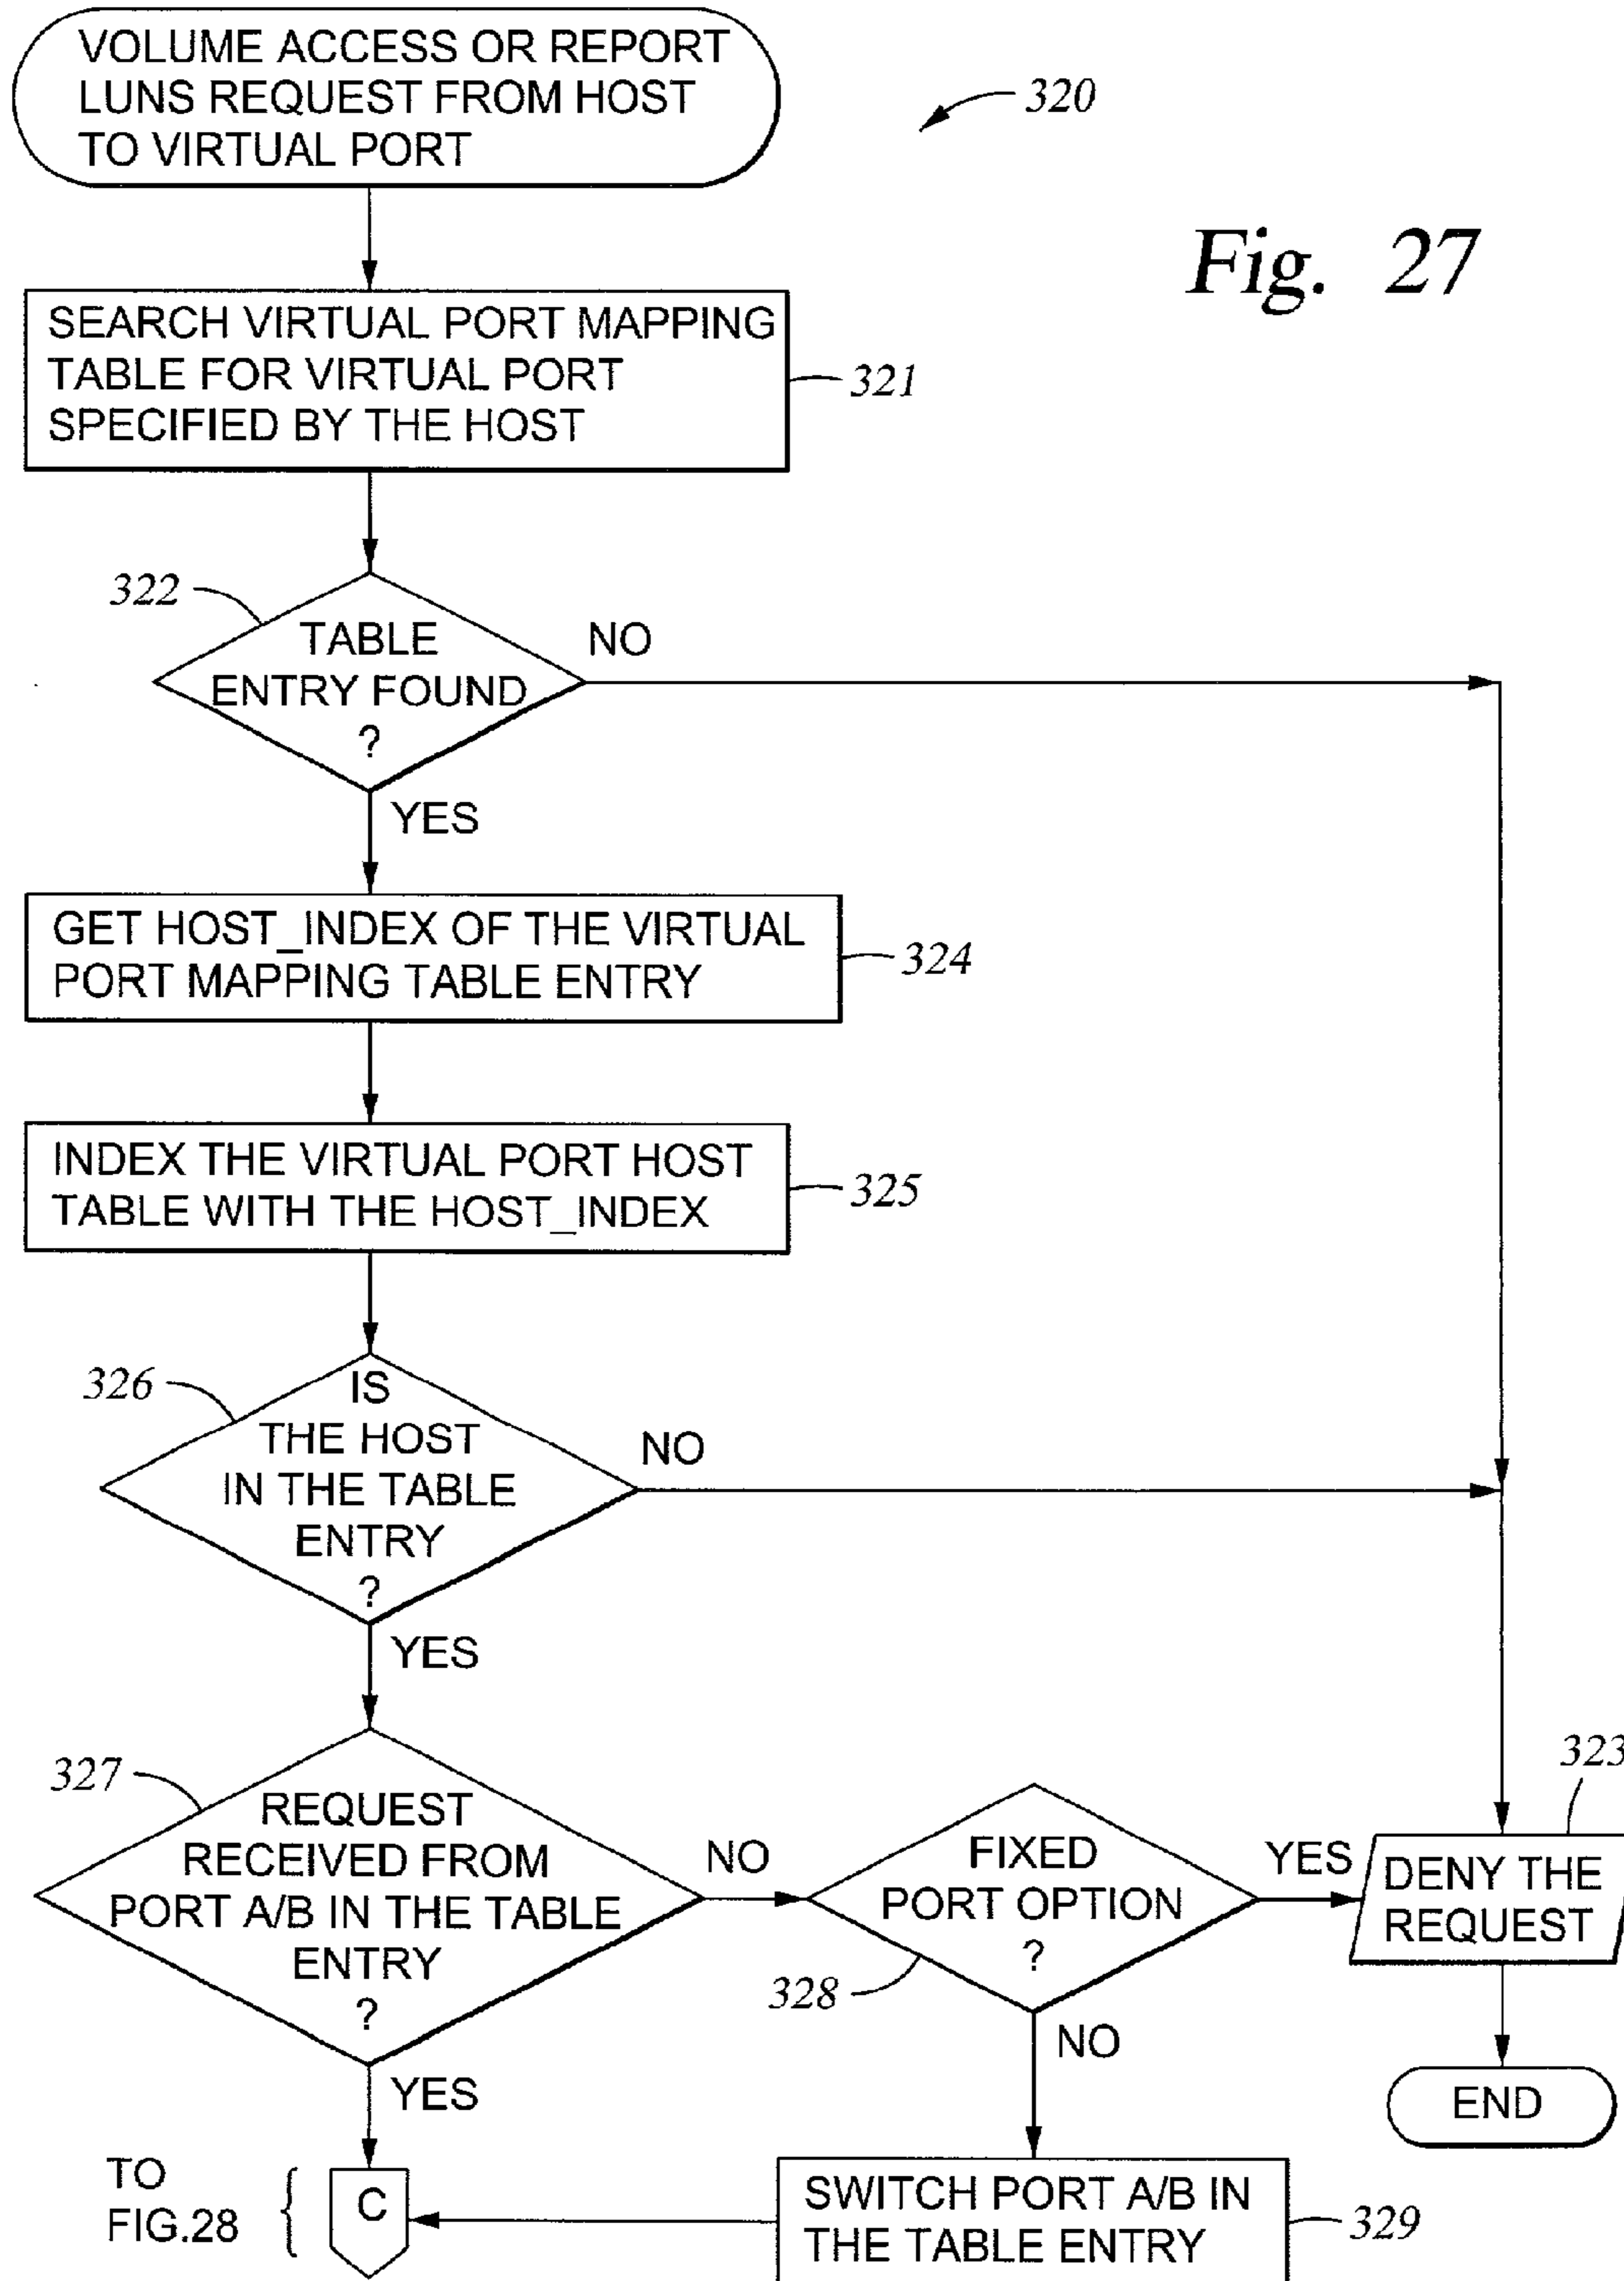 VOLUME ACCESS OR REPORT
LUNS REQUEST FROM HOST
TO VIRTUAL PORT
320
Fig. 27
SEARCH VIRTUAL PORT MAPPING
TABLE FOR VIRTUAL PORT
SPECIFIED BY THE HOST
321
322
TABLE
ENTRY FOUND
?
NO
YES
GET HOST_INDEX OF THE VIRTUAL
PORT MAPPING TABLE ENTRY
324
INDEX THE VIRTUAL PORT HOST
TABLE WITH THE HOST_INDEX
325
326
IS
THE HOST
IN THE TABLE
ENTRY
?
NO
YES
327
REQUEST
RECEIVED FROM
PORT A/B IN THE TABLE
ENTRY
?
NO
YES
FIXED
PORT OPTION
?
328
YES
NO
323
DENY THE
REQUEST
END
TO
FIG.28
C
SWITCH PORT A/B IN
THE TABLE ENTRY
329